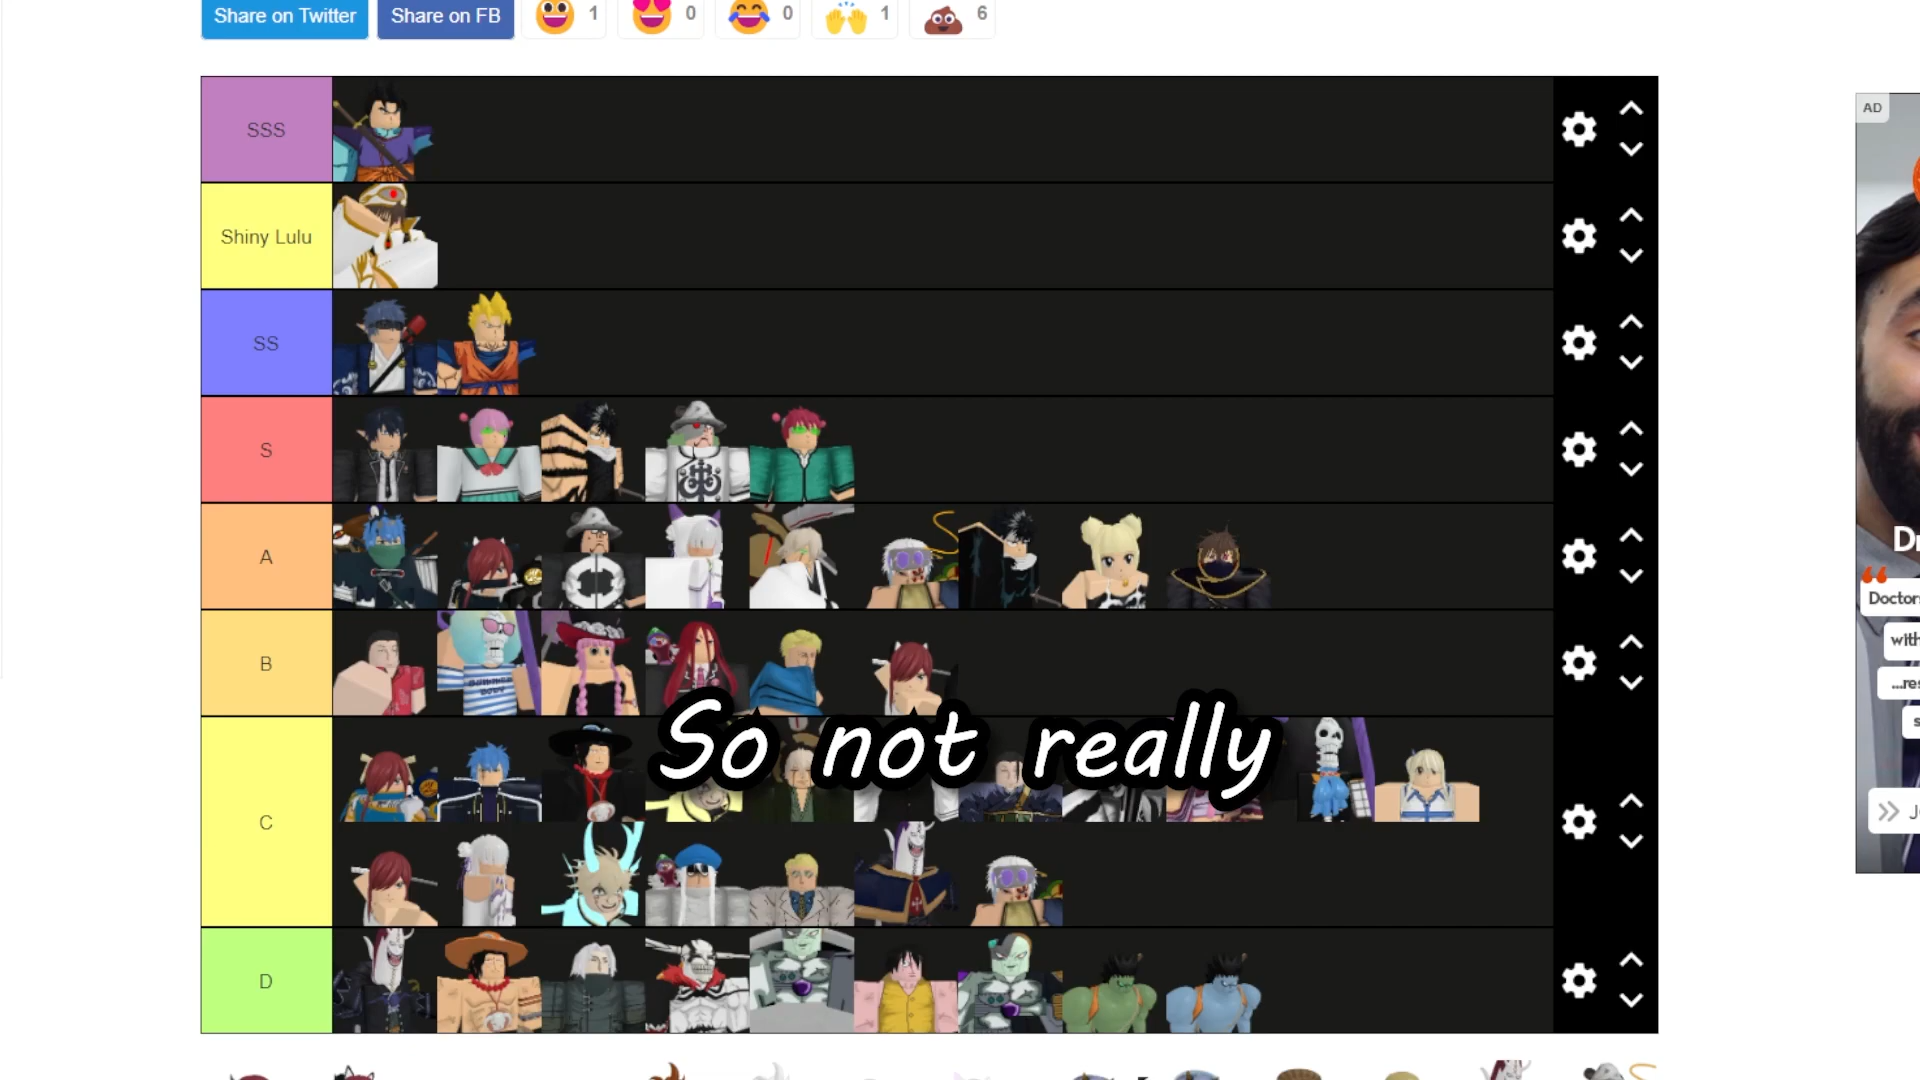 Share on Twitter
Share on FB
1
0
0
1
6
SSS
Shiny Lulu
SS
S
A
B
C
D
So not really
AD
Doctor
with
...re